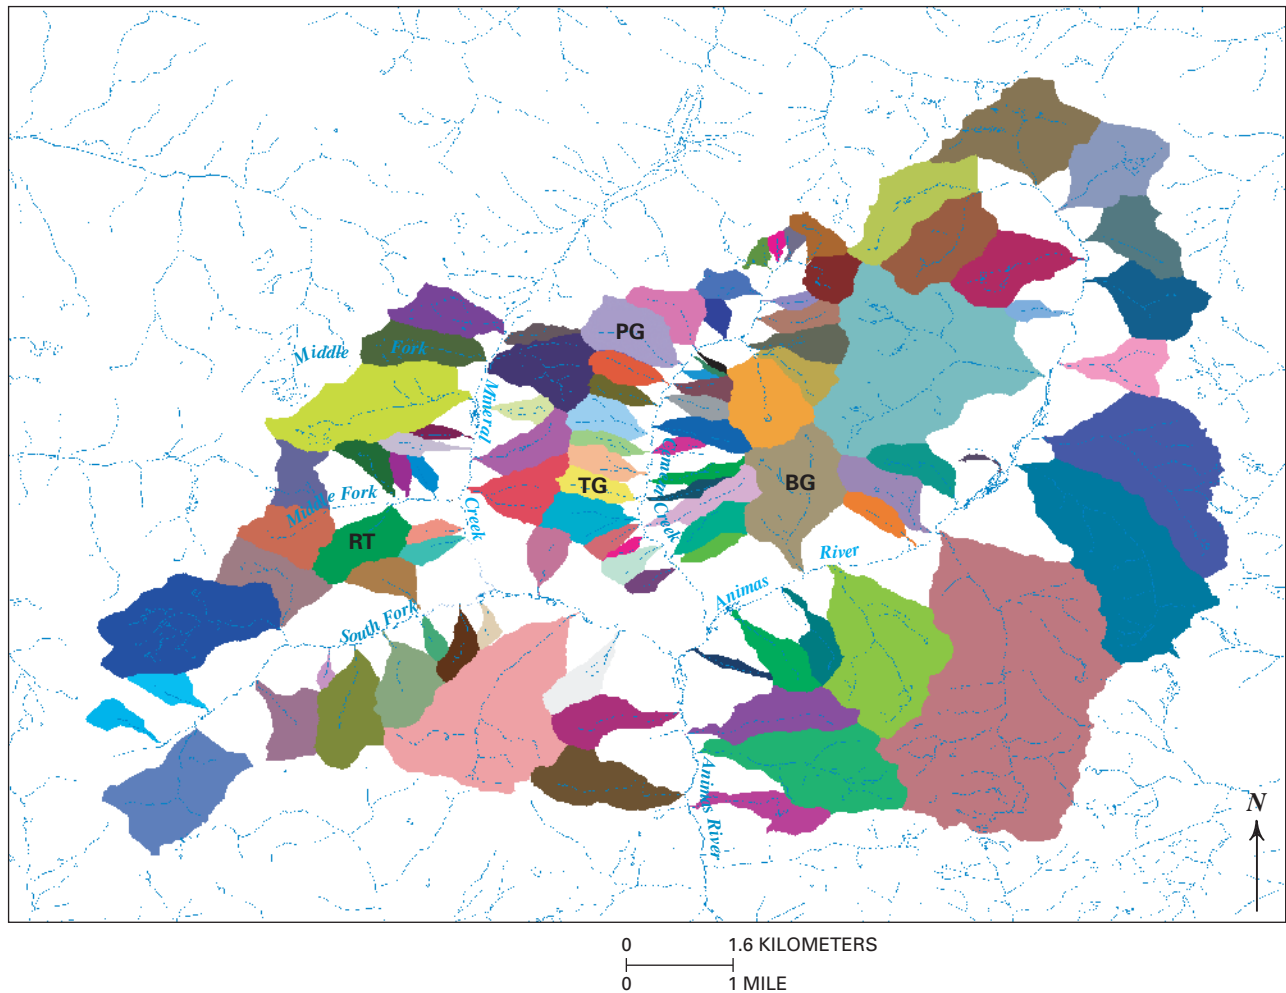 PG
Middle Fork
Mineral
Cement Creek
TG
BG
Middle Fork
Creek
RT
River
Animas
South Fork
Animas River
N
0 1.6 KILOMETERS
0 1 MILE